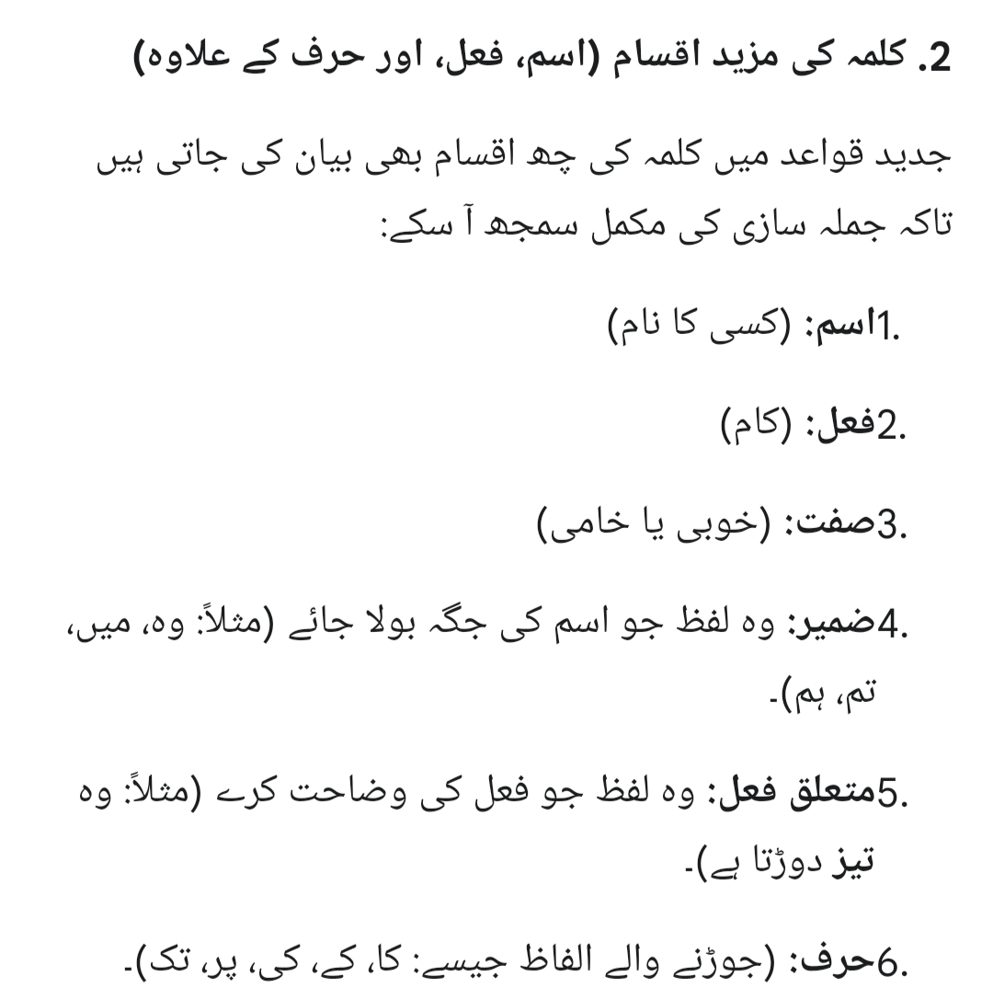 2. کلمہ کی مزید اقسام (اسم، فعل، اور حرف کے علاوہ)
جدید قواعد میں کلمہ کی چھ اقسام بھی بیان کی جاتی ہیں
تاکہ جملہ سازی کی مکمل سمجھ آ سکے:
1. اسم: (کسی کا نام)
2. فعل: (کام)
3. صفت: (خوبی یا خامی)
4. ضمیر: وہ لفظ جو اسم کی جگہ بولا جائے (مثلاً: وہ، میں،
تم، ہم)۔
5. متعلق فعل: وہ لفظ جو فعل کی وضاحت کرے (مثلاً: وہ
تیز دوڑتا ہے)۔
6. حرف: (جوڑنے والے الفاظ جیسے: کا، کے، کی، پر، تک)۔